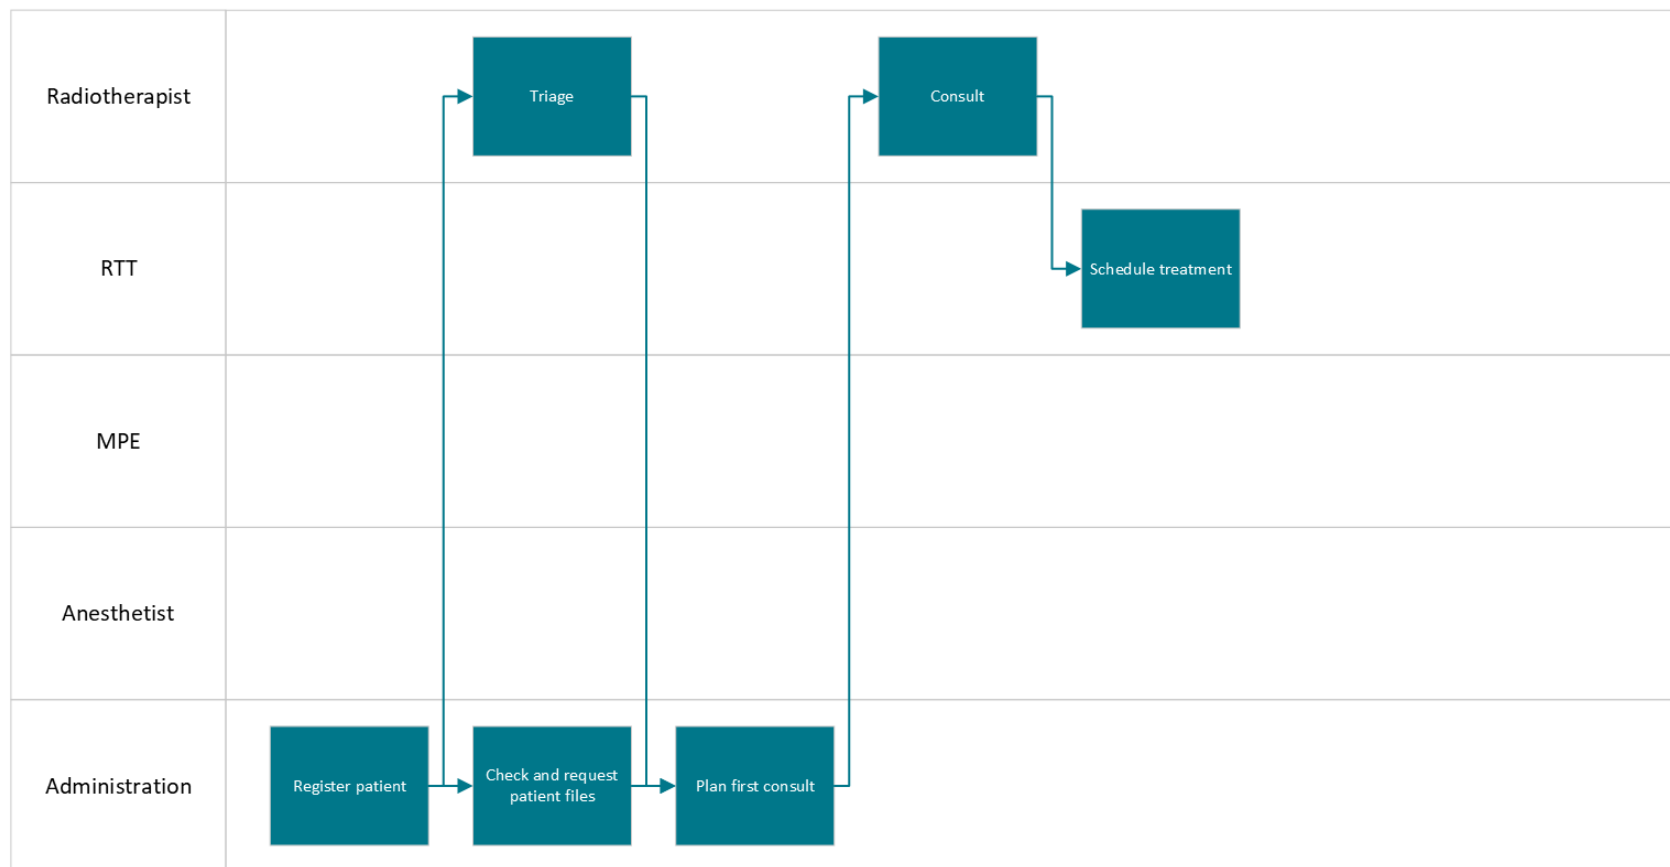 Radiotherapist
Triage
Consult
RTT
Schedule treatment
MPE
Anesthetist
Administration
Register patient
Check and request
patient files
Plan first consult